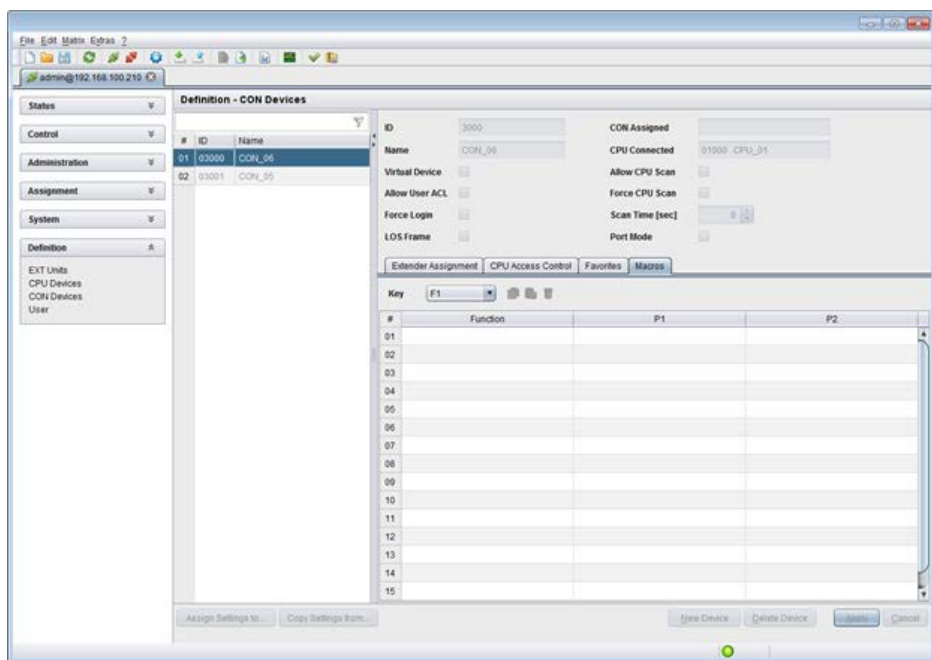 File Edit Matrix Extras ?
admin@192.168.100.210
Status
Control
Administration
Assignment
System
Definition
EXT Units
CPU Devices
CON Devices
User
Definition - CON Devices
# ID Name
01 03000 CON_06
02 03001 CON_05
ID 3000 CON Assigned
Name CON_06 CPU Connected 01000 CPU_01
Virtual Device Allow CPU Scan
Allow User ACL Force CPU Scan
Force Login Scan Time [sec] 0
LOS Frame Port Mode
Extender Assignment CPU Access Control Favorites Macros
Key F1
# Function P1 P2
01
02
03
04
05
06
07
08
09
10
11
12
13
14
15
Assign Settings to... Copy Settings from... New Device Delete Device Apply Cancel